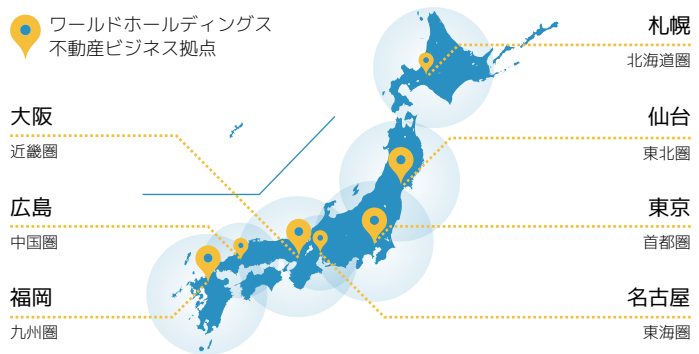 ワールドホールディングス
不動産ビジネス拠点
札幌
北海道圏
大阪
近畿圏
仙台
東北圏
広島
中国圏
東京
首都圏
福岡
九州圏
名古屋
東海圏